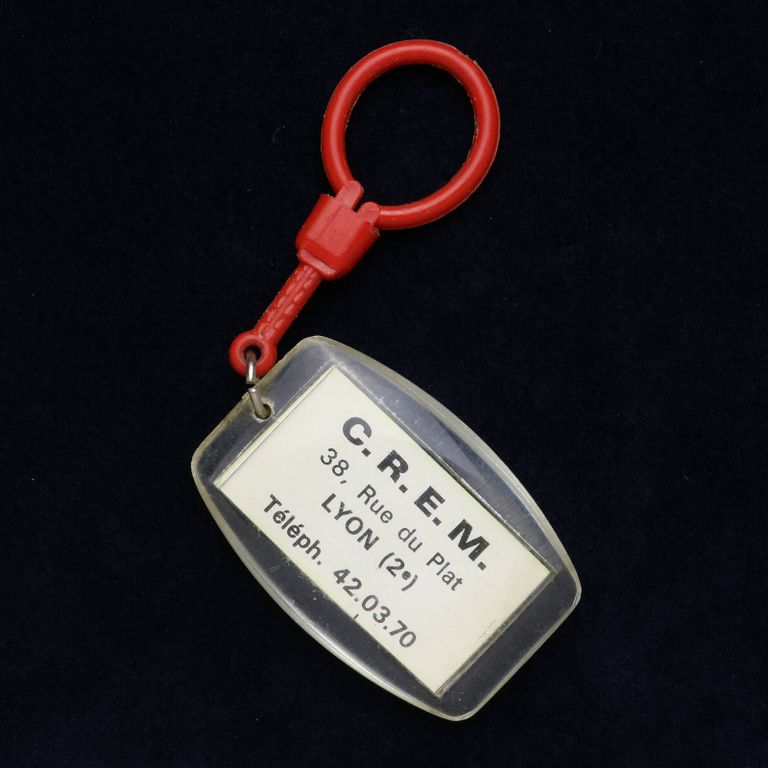 C.R.E.M.
38, Rue du Plat
LYON (2e)
Téléph. 42.03.70